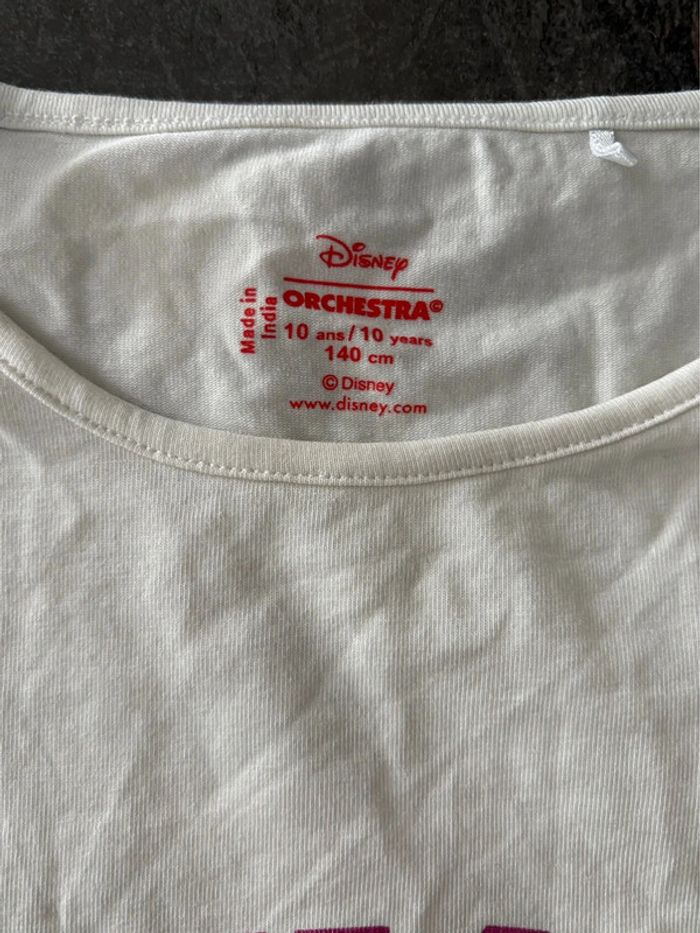 Disney
ORCHESTRA©
Made in
India
10 ans / 10 years
140 cm
© Disney
www.disney.com